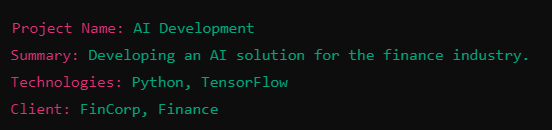 Project Name: AI Development
Summary: Developing an AI solution for the finance industry.
Technologies: Python, TensorFlow
Client: FinCorp, Finance